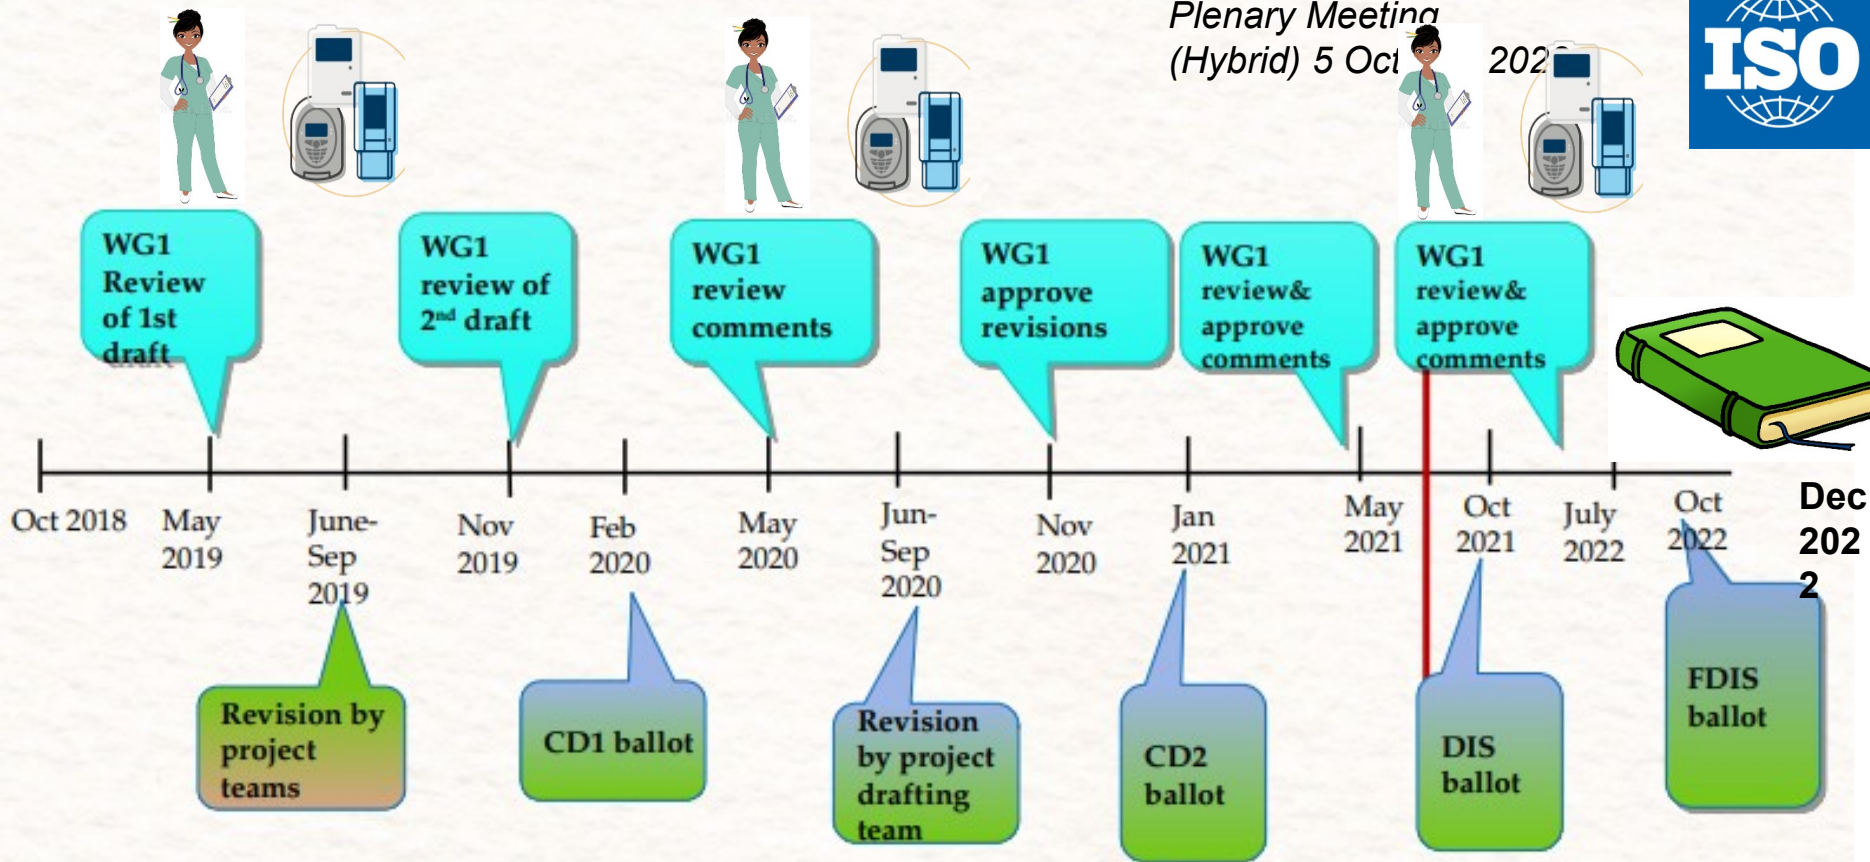 Plenary Meeting
(Hybrid) 5 Oct 202
ISO
WG1
Review
of 1st
draft
WG1
review of
2nd draft
WG1
review
comments
WG1
approve
revisions
WG1
review&
approve
comments
WG1
review&
approve
comments
Oct 2018
May
2019
June-
Sep
2019
Nov
2019
Feb
2020
May
2020
Jun-
Sep
2020
Nov
2020
Jan
2021
May
2021
Oct
2021
July
2022
Oct
2022
Dec
202
2
Revision by
project
teams
CD1 ballot
Revision
by project
drafting
team
CD2
ballot
DIS
ballot
FDIS
ballot